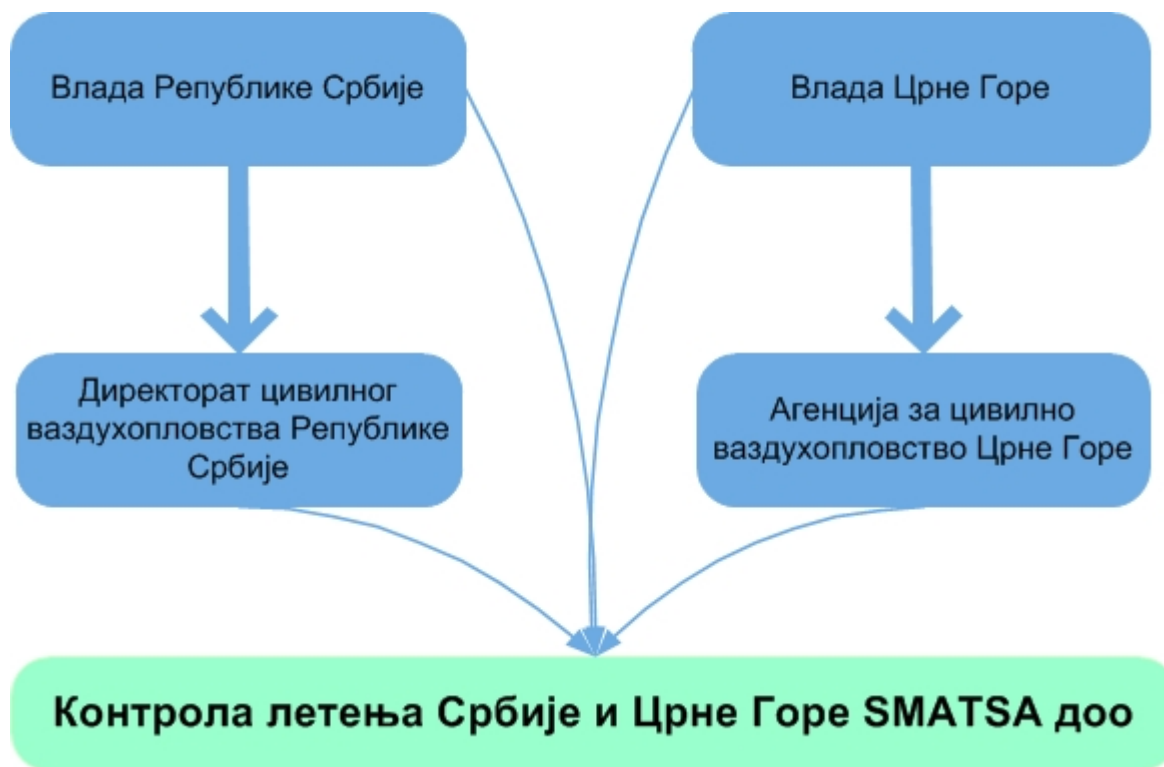 Влада Републике Србије
Влада Црне Горе
Директорат цивилног
ваздухопловства Републике
Србије
Агенција за цивилно
ваздухопловство Црне Горе
Контрола летења Србије и Црне Горе SMATSA доо